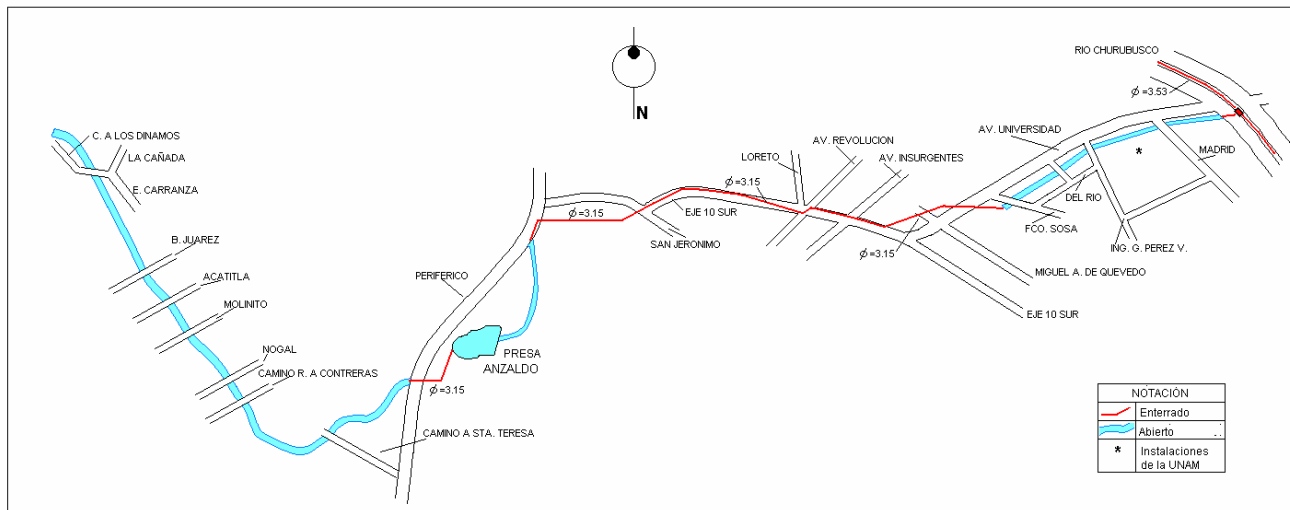 RIO CHURUBUSCO
Ø=3.53
AV. UNIVERSIDAD
MADRID
*
N
C. A LOS DINAMOS
LA CAÑADA
E. CARRANZA
AV. REVOLUCION
LORETO
AV. INSURGENTES
Ø=3.15
DEL RIO
Ø=3.15
EJE 10 SUR
FCO. SOSA
SAN JERONIMO
ING. G. PEREZ V.
B.JUAREZ
Ø=3.15
MIGUEL A. DE QUEVEDO
ACATITLA
PERIFERICO
MOLINITO
EJE 10 SUR
NOGAL
PRESA
ANZALDO
CAMINO R. A CONTRERAS
Ø=3.15
CAMINO A STA. TERESA
NOTACIÓN
Enterrado
Abierto
* Instalaciones
de la UNAM